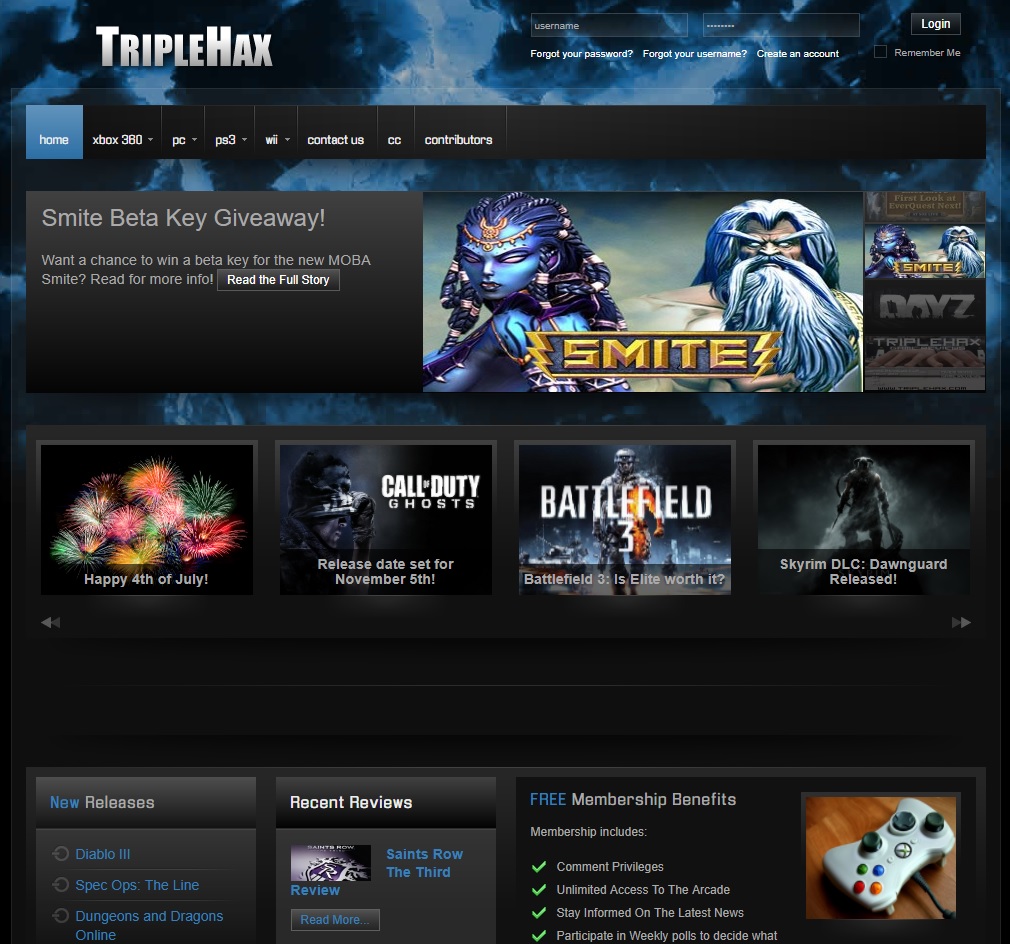 TRIPLEHAX
username
Login
Forgot your password? Forgot your username? Create an account
Remember Me
home xbox 360 pc ps3 wii contact us cc contributors
Smite Beta Key Giveaway!
Want a chance to win a beta key for the new MOBA
Smite? Read for more info! Read the Full Story
SMITE
First Look at
EverQuest Next!
SMITE
DAYZ
TRIPLEHAX
WWW.TRIPLEHAX.COM
Happy 4th of July!
CALL OF DUTY
GHOSTS
Release date set for
November 5th!
BATTLEFIELD
3
Battlefield 3: Is Elite worth it?
Skyrim DLC: Dawnguard
Released!
New Releases
Diablo III
Spec Ops: The Line
Dungeons and Dragons
Online
Recent Reviews
SAINTS ROW
Saints Row
The Third
Review
Read More...
FREE Membership Benefits
Membership includes:
Comment Privileges
Unlimited Access To The Arcade
Stay Informed On The Latest News
Participate in Weekly polls to decide what